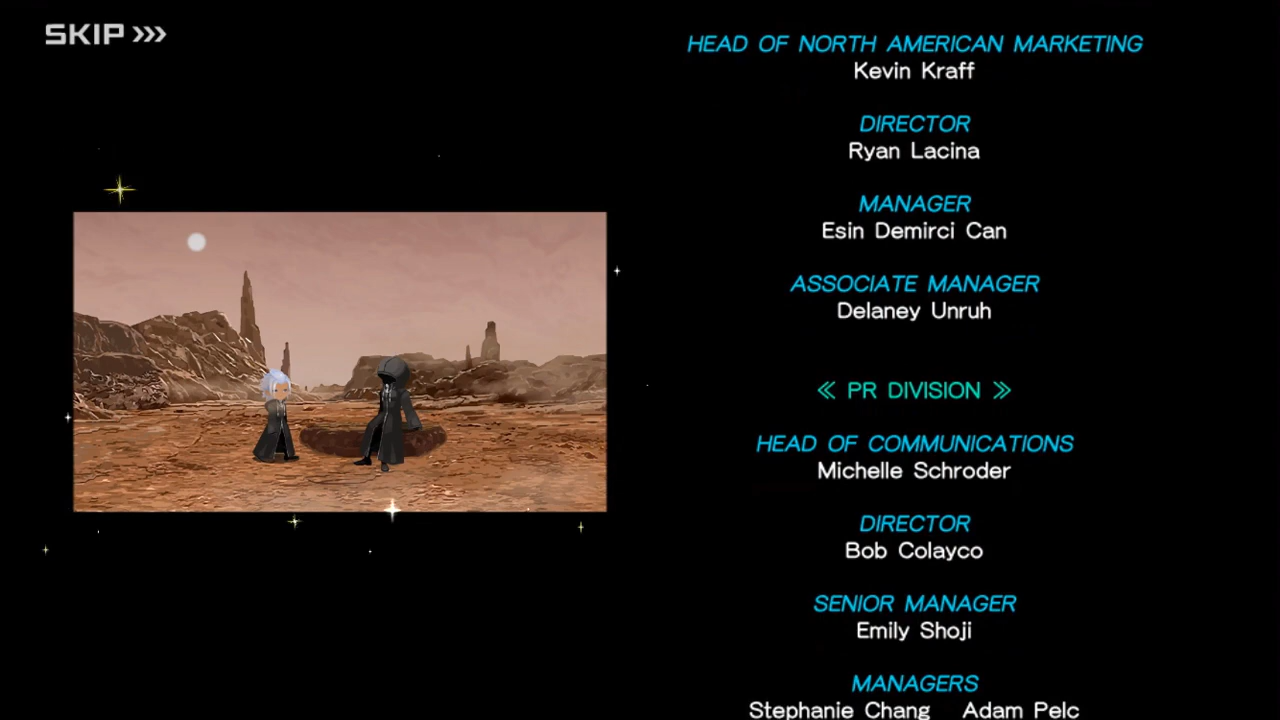 SKIP
HEAD OF NORTH AMERICAN MARKETING
Kevin Kraff
DIRECTOR
Ryan Lacina
MANAGER
Esin Demirci Can
ASSOCIATE MANAGER
Delaney Unruh
≪ PR DIVISION ≫
HEAD OF COMMUNICATIONS
Michelle Schroder
DIRECTOR
Bob Colayco
SENIOR MANAGER
Emily Shoji
MANAGERS
Stephanie Chang Adam Pelc